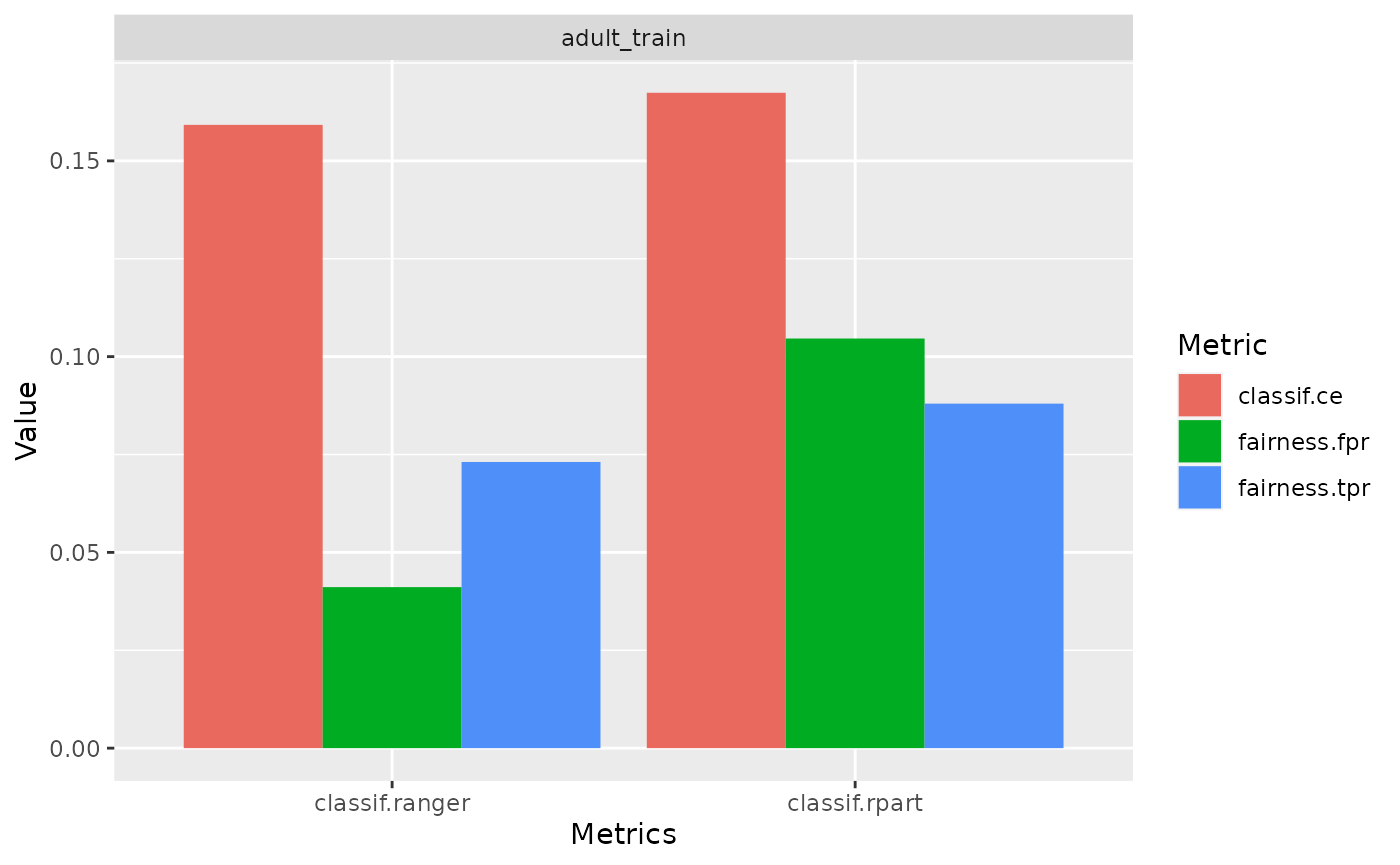 adult_train
0.15
0.10
0.05
0.00
Value
classif.ranger
classif.rpart
Metrics
Metric
classif.ce
fairness.fpr
fairness.tpr